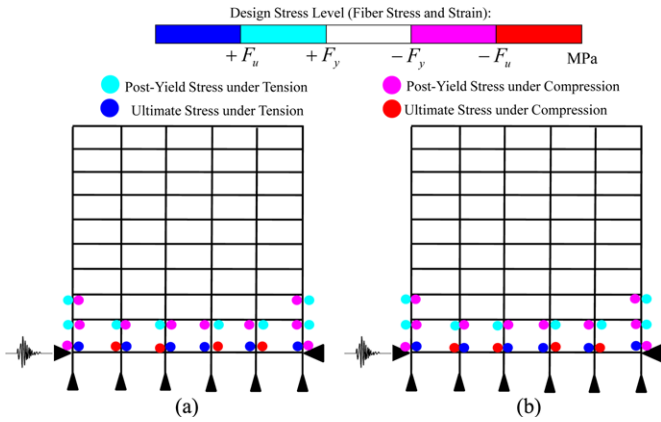 Design Stress Level (Fiber Stress and Strain):
+F_u +F_y −F_y −F_u MPa
Post-Yield Stress under Tension
Ultimate Stress under Tension
Post-Yield Stress under Compression
Ultimate Stress under Compression
(a)
(b)